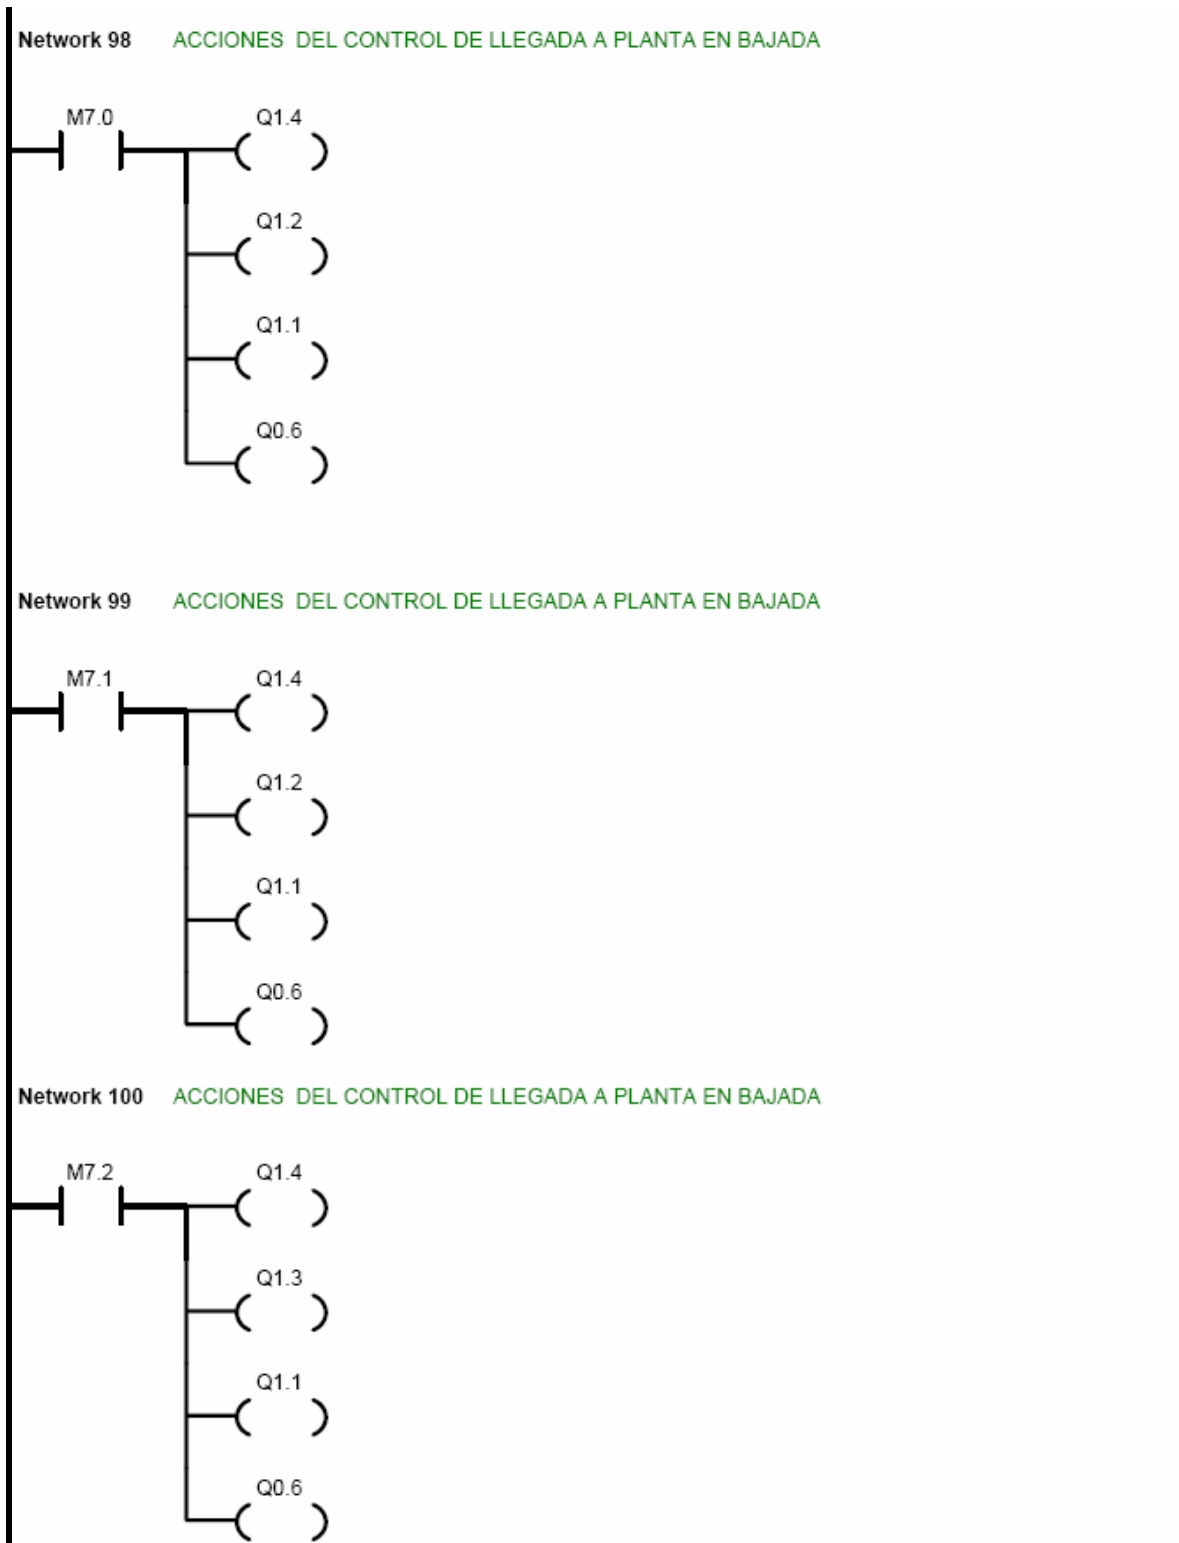 Network 98 ACCIONES DEL CONTROL DE LLEGADA A PLANTA EN BAJADA
M7.0 Q1.4
Q1.2
Q1.1
Q0.6
Network 99 ACCIONES DEL CONTROL DE LLEGADA A PLANTA EN BAJADA
M7.1 Q1.4
Q1.2
Q1.1
Q0.6
Network 100 ACCIONES DEL CONTROL DE LLEGADA A PLANTA EN BAJADA
M7.2 Q1.4
Q1.3
Q1.1
Q0.6